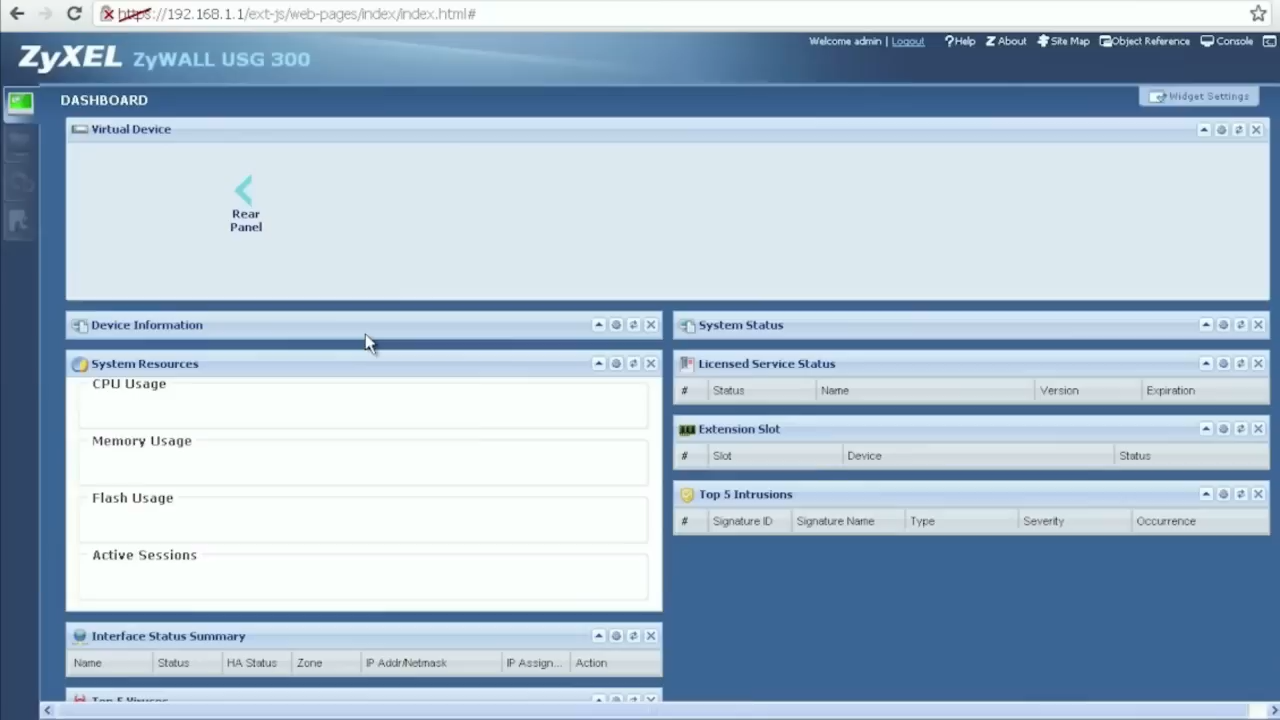 https://192.168.1.1/ext-js/web-pages/index/index.html#
ZyXEL ZyWALL USG 300
Welcome admin | Logout ?Help Z About Site Map Object Reference Console
DASHBOARD
Widget Settings
Virtual Device
Rear
Panel
Device Information
System Status
System Resources
CPU Usage
Memory Usage
Flash Usage
Active Sessions
Licensed Service Status
# Status Name Version Expiration
Extension Slot
# Slot Device Status
Top 5 Intrusions
# Signature ID Signature Name Type Severity Occurrence
Interface Status Summary
Name Status HA Status Zone IP Addr/Netmask IP Assign... Action
Top 5 Viruses